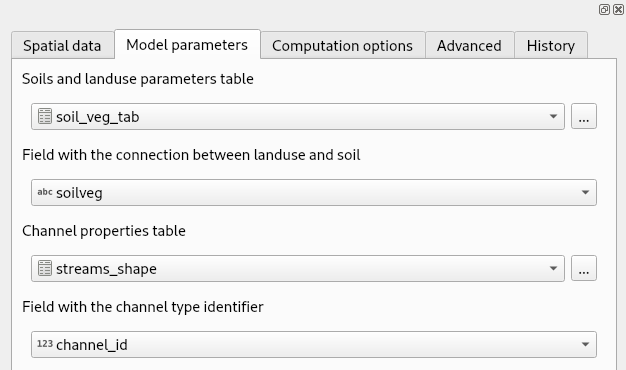 Spatial data Model parameters Computation options Advanced History
Soils and landuse parameters table
soil_veg_tab ...
Field with the connection between landuse and soil
abc soilveg
Channel properties table
streams_shape ...
Field with the channel type identifier
123 channel_id